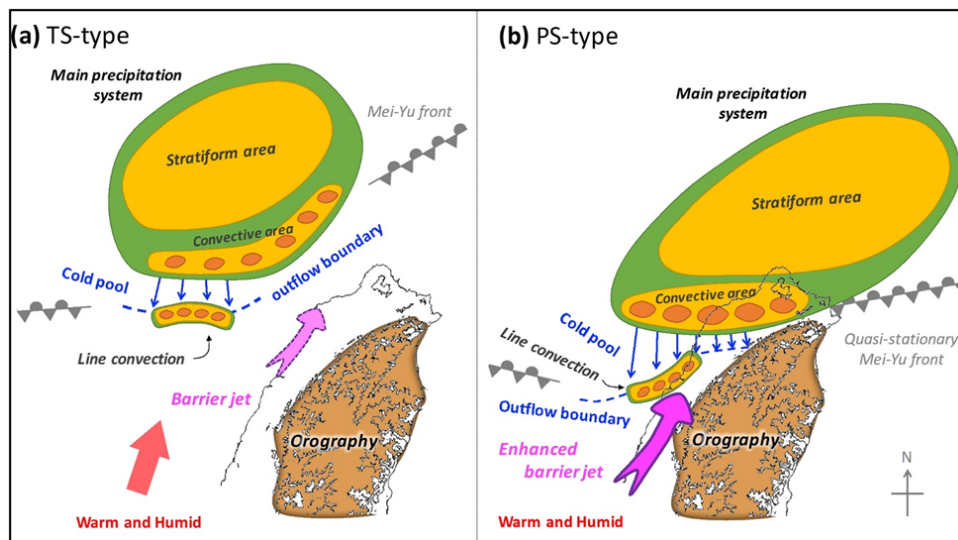 (a) TS-type
Main precipitation
system
Mei-Yu front
Stratiform area
Convective area
Cold pool
outflow boundary
Line convection
Barrier jet
Orography
Warm and Humid
(b) PS-type
Main precipitation
system
Stratiform area
Convective area
Cold pool
Line convection
Quasi-stationary
Mei-Yu front
Outflow boundary
Enhanced
barrier jet
Orography
Warm and Humid
N